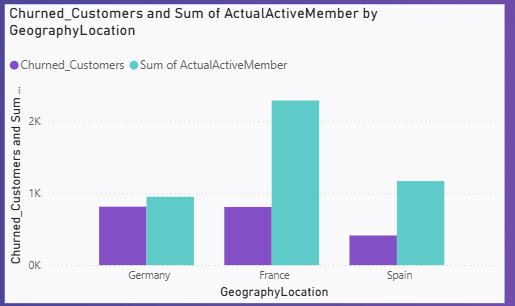 Churned_Customers and Sum of ActualActiveMember by
GeographyLocation
Churned_Customers Sum of ActualActiveMember
Churned_Customers and Sum ...
2K
1K
0K
Germany France Spain
GeographyLocation